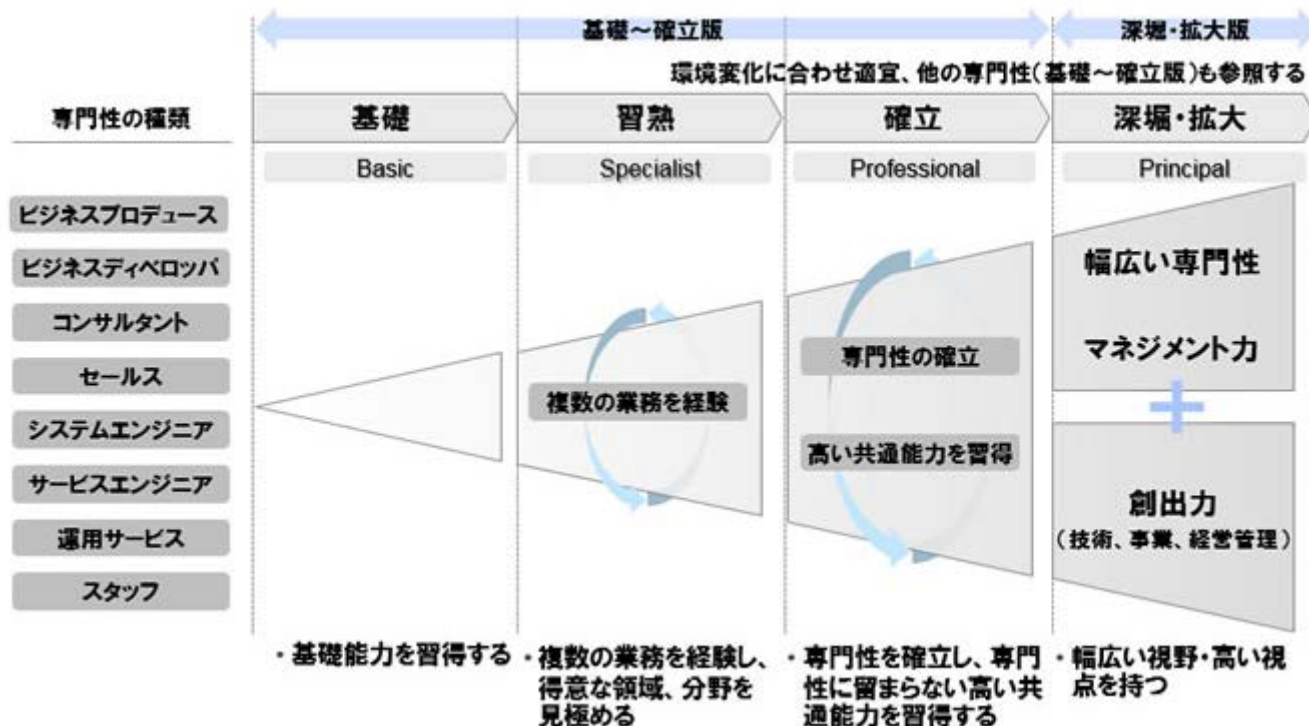 基礎～確立版
深堀・拡大版
環境変化に合わせ適宜、他の専門性(基礎～確立版)も参照する
専門性の種類
基礎
習熟
確立
深堀・拡大
Basic
Specialist
Professional
Principal
ビジネスプロデュース
ビジネスディベロッパ
コンサルタント
セールス
システムエンジニア
サービスエンジニア
運用サービス
スタッフ
複数の業務を経験
専門性の確立
高い共通能力を習得
幅広い専門性
マネジメント力
+
創出力
(技術、事業、経営管理)
・基礎能力を習得する
・複数の業務を経験し、
得意な領域、分野を
見極める
・専門性を確立し、専門
性に留まらない高い共
通能力を習得する
・幅広い視野・高い視
点を持つ